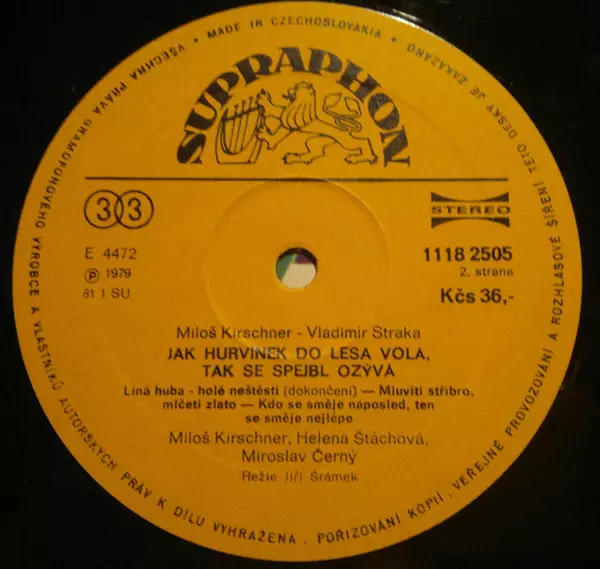 MADE IN CZECHOSLOVAKIA • VŠECHNA PRÁVA GRAMOFONOVÉHO VÝROBCE A VLASTNÍKŮ AUTORSKÝCH PRÁV K DÍLU VYHRAŽENA. POŘIZOVÁNÍ KOPIÍ, VEŘEJNÉ PROVOZOVÁNÍ A ROZHLASOVÉ ŠÍŘENÍ TÉTO DESKY JE ZAKÁZÁNO •
SUPRAPHON
33
STEREO
E 4472
1118 2505
℗ 1979
2. strana
81 1 SU
Kčs 36,-
Miloš Kirschner - Vladimír Straka
JAK HURVÍNEK DO LESA VOLÁ,
TAK SE SPEJBL OZÝVÁ
Líná huba - holé neštěstí (dokončení) — Mluviti stříbro,
mlčeti zlato — Kdo se směje naposled, ten
se směje nejlépe
Miloš Kirschner, Helena Štáchová,
Miroslav Černý
Režie Jiří Šrámek